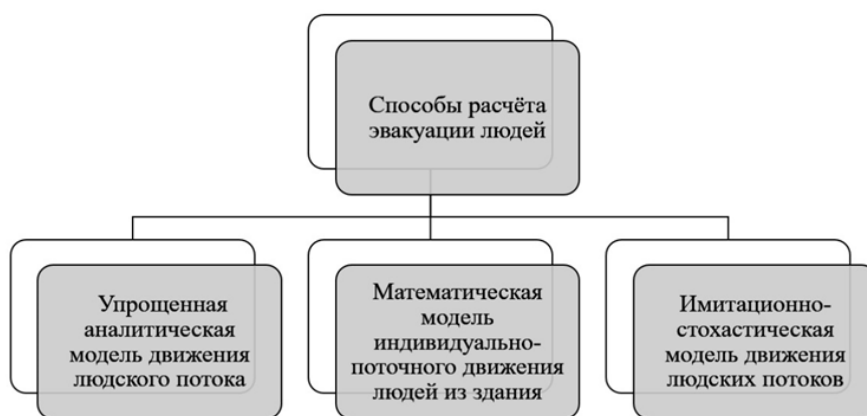 Способы расчёта
эвакуации людей
Упрощенная
аналитическая
модель движения
людского потока
Математическая
модель
индивидуально-
поточного движения
людей из здания
Имитационно-
стохастическая
модель движения
людских потоков